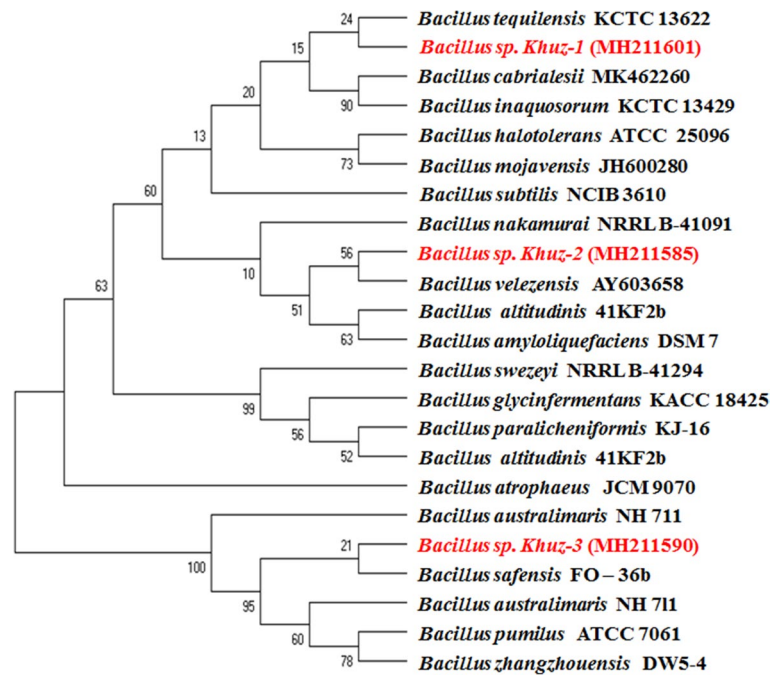 24
Bacillus tequilensis KCTC 13622
15
Bacillus sp. Khuz-1 (MH211601)
Bacillus cabrialesii MK462260
20
90
Bacillus inaquosorum KCTC 13429
13
Bacillus halotolerans ATCC 25096
73
Bacillus mojavensis JH600280
60
Bacillus subtilis NCIB 3610
Bacillus nakamurai NRRL B-41091
56
Bacillus sp. Khuz-2 (MH211585)
10
63
Bacillus velezensis AY603658
51
Bacillus altitudinis 41KF2b
63
Bacillus amyloliquefaciens DSM 7
Bacillus swezeyi NRRL B-41294
99
Bacillus glycinfermentans KACC 18425
56
Bacillus paralicheniformis KJ-16
52
Bacillus altitudinis 41KF2b
Bacillus atrophaeus JCM 9070
Bacillus australimaris NH 711
21
Bacillus sp. Khuz-3 (MH211590)
100
Bacillus safensis FO – 36b
95
Bacillus australimaris NH 7l1
60
Bacillus pumilus ATCC 7061
78
Bacillus zhangzhouensis DW5-4